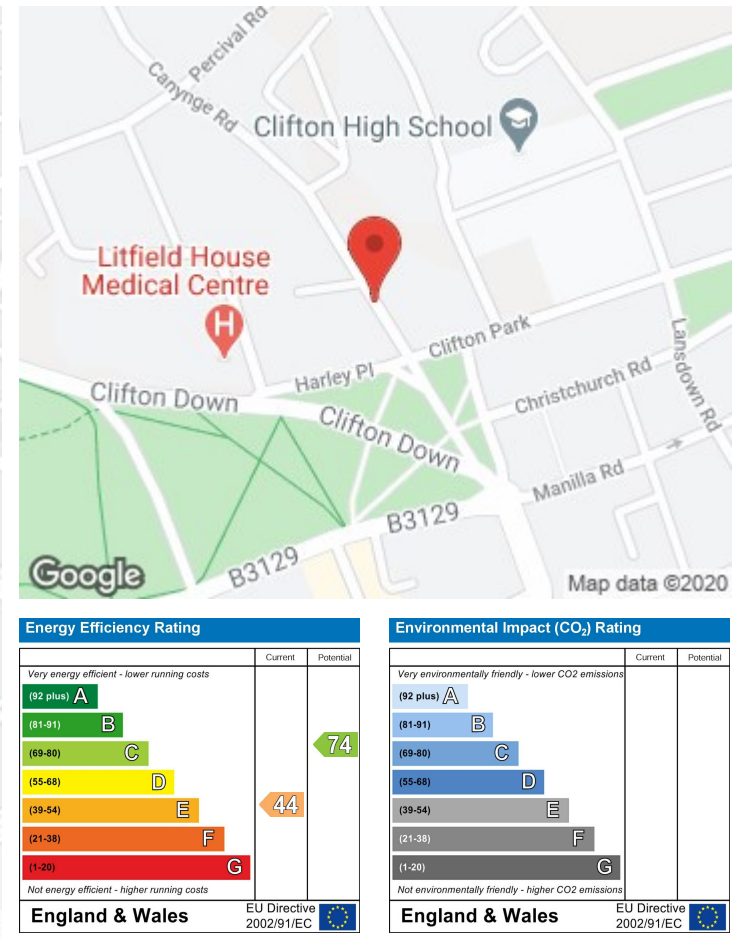 Percival Rd
Canynge Rd
Clifton High School
Litfield House
Medical Centre
H
Clifton Park
Lansdown Rd
Harley Pl
Christchurch Rd
Clifton Down
Clifton Down
Manilla Rd
B3129
B3129
Google
Map data ©2020
Energy Efficiency Rating
Current Potential
Very energy efficient - lower running costs
(92 plus) A
(81-91) B
(69-80) C
74
(55-68) D
(39-54) E
44
(21-38) F
(1-20) G
Not energy efficient - higher running costs
England & Wales
EU Directive
2002/91/EC
Environmental Impact (CO2) Rating
Current Potential
Very environmentally friendly - lower CO2 emissions
(92 plus) A
(81-91) B
(69-80) C
(55-68) D
(39-54) E
(21-38) F
(1-20) G
Not environmentally friendly - higher CO2 emissions
England & Wales
EU Directive
2002/91/EC